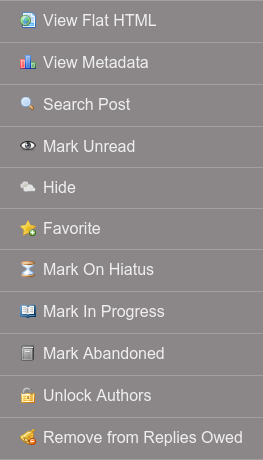 View Flat HTML
View Metadata
Search Post
Mark Unread
Hide
Favorite
Mark On Hiatus
Mark In Progress
Mark Abandoned
Unlock Authors
Remove from Replies Owed